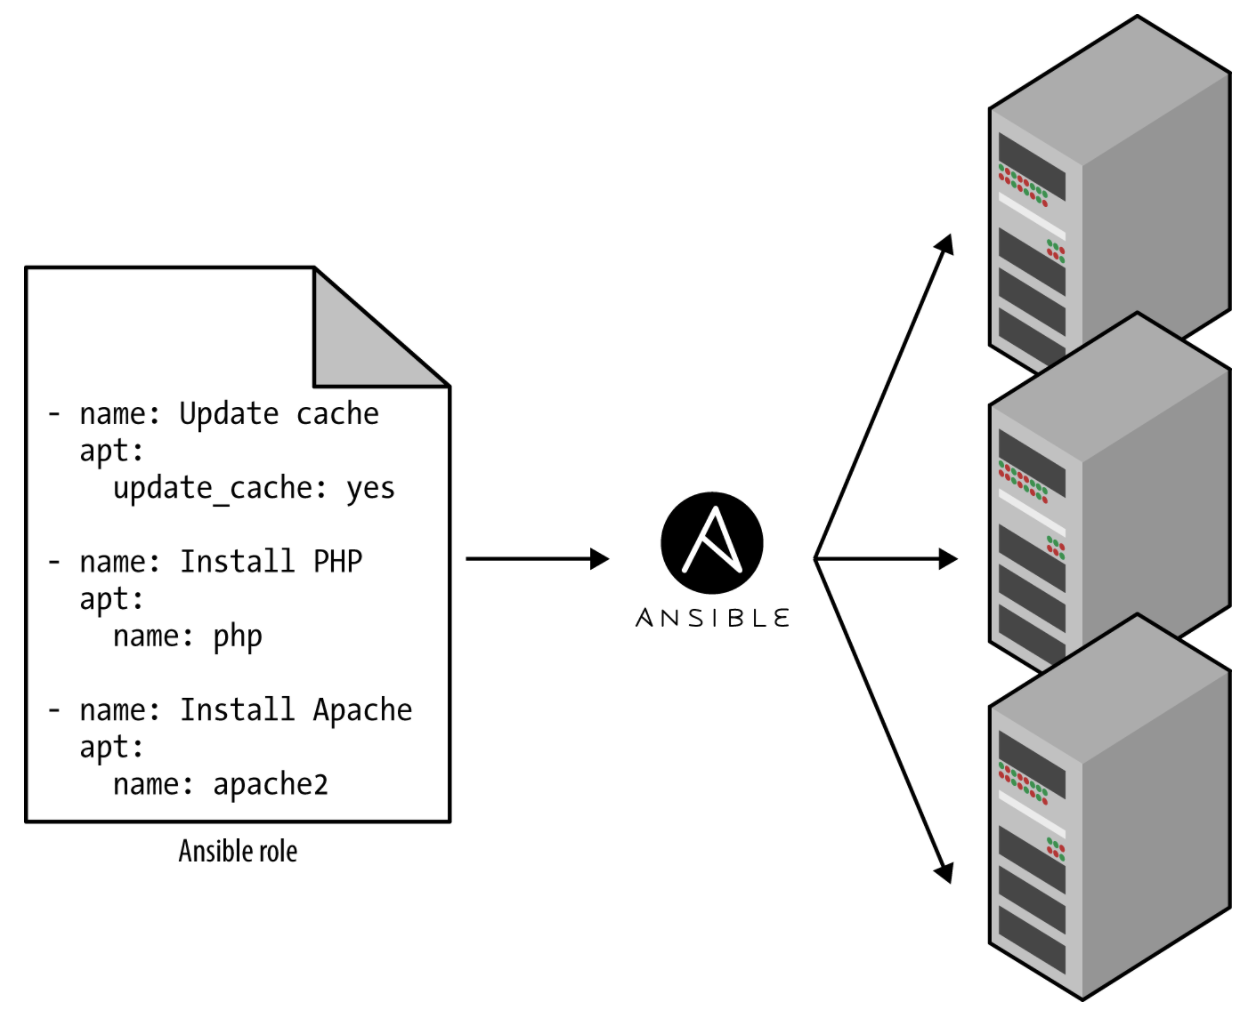 - name: Update cache
  apt:
    update_cache: yes
- name: Install PHP
  apt:
    name: php
- name: Install Apache
  apt:
    name: apache2
Ansible role
ANSIBLE